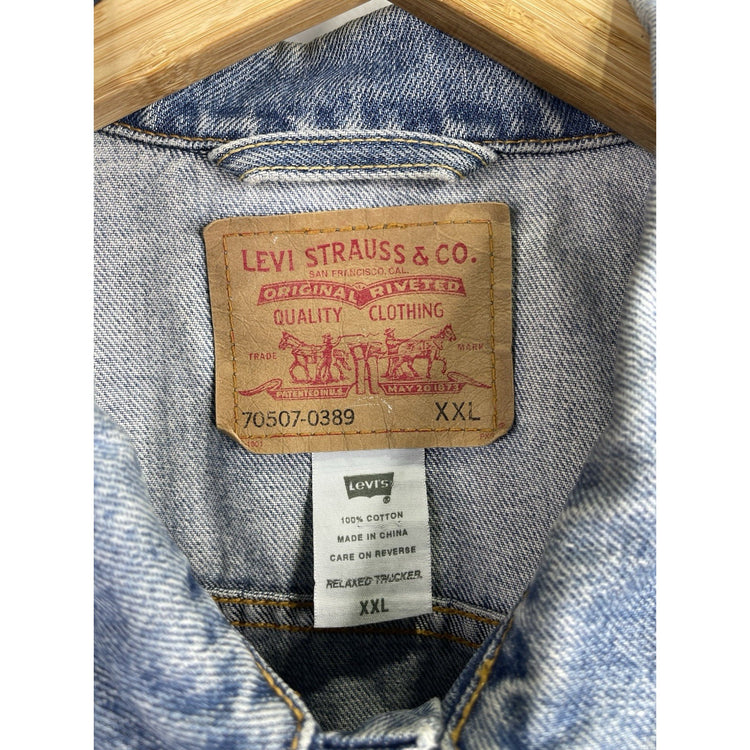 LEVI STRAUSS & CO.
SAN FRANCISCO, CAL.
ORIGINAL RIVETED
QUALITY CLOTHING
TRADE MARK
PATENTED IN U.S. MAY 20 1873
70507-0389 XXL
Levi's
®
100% COTTON
MADE IN CHINA
CARE ON REVERSE
RELAXED TRUCKER
XXL